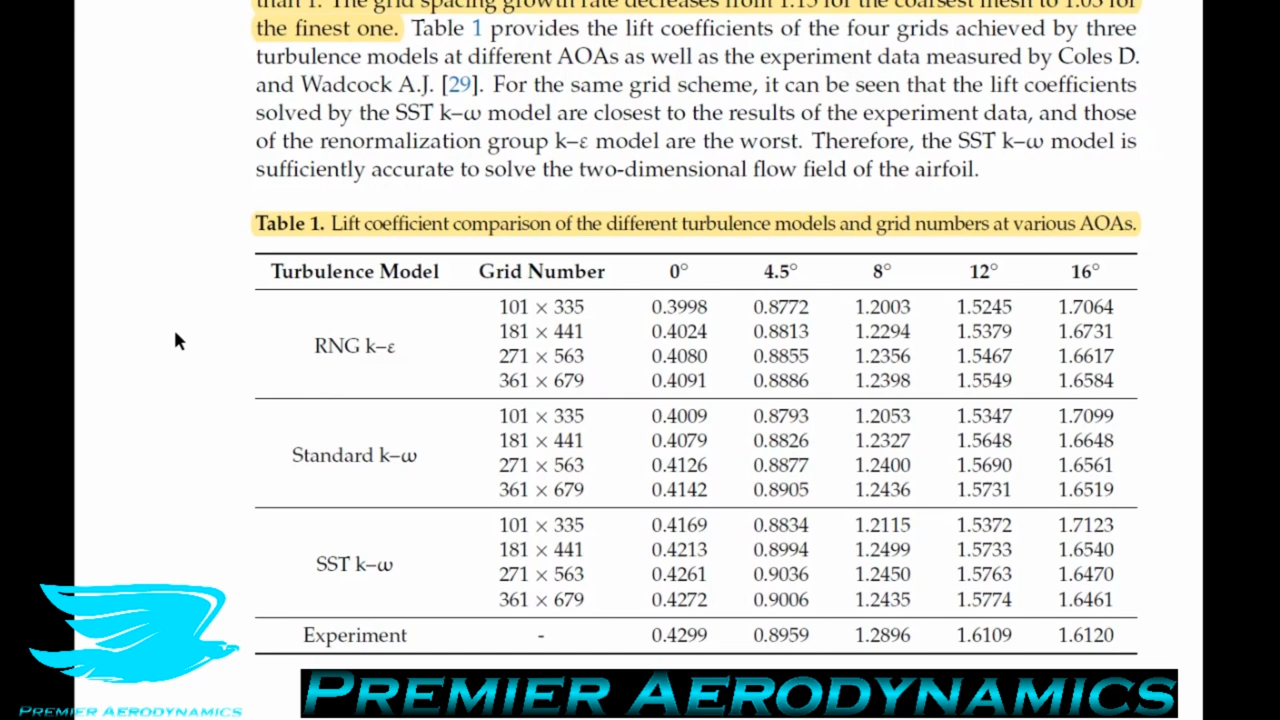 than 1. The grid spacing growth rate decreases from 1.15 for the coarsest mesh to 1.05 for
the finest one. Table 1 provides the lift coefficients of the four grids achieved by three
turbulence models at different AOAs as well as the experiment data measured by Coles D.
and Wadcock A.J. [29]. For the same grid scheme, it can be seen that the lift coefficients
solved by the SST k–ω model are closest to the results of the experiment data, and those
of the renormalization group k–ε model are the worst. Therefore, the SST k–ω model is
sufficiently accurate to solve the two-dimensional flow field of the airfoil.
Table 1. Lift coefficient comparison of the different turbulence models and grid numbers at various AOAs.
Turbulence Model Grid Number 0° 4.5° 8° 12° 16°
101 × 335 0.3998 0.8772 1.2003 1.5245 1.7064
181 × 441 0.4024 0.8813 1.2294 1.5379 1.6731
RNG k–ε
271 × 563 0.4080 0.8855 1.2356 1.5467 1.6617
361 × 679 0.4091 0.8886 1.2398 1.5549 1.6584
101 × 335 0.4009 0.8793 1.2053 1.5347 1.7099
181 × 441 0.4079 0.8826 1.2327 1.5648 1.6648
Standard k–ω
271 × 563 0.4126 0.8877 1.2400 1.5690 1.6561
361 × 679 0.4142 0.8905 1.2436 1.5731 1.6519
101 × 335 0.4169 0.8834 1.2115 1.5372 1.7123
181 × 441 0.4213 0.8994 1.2499 1.5733 1.6540
SST k–ω
271 × 563 0.4261 0.9036 1.2450 1.5763 1.6470
361 × 679 0.4272 0.9006 1.2435 1.5774 1.6461
Experiment - 0.4299 0.8959 1.2896 1.6109 1.6120
PREMIER AERODYNAMICS
PREMIER AERODYNAMICS